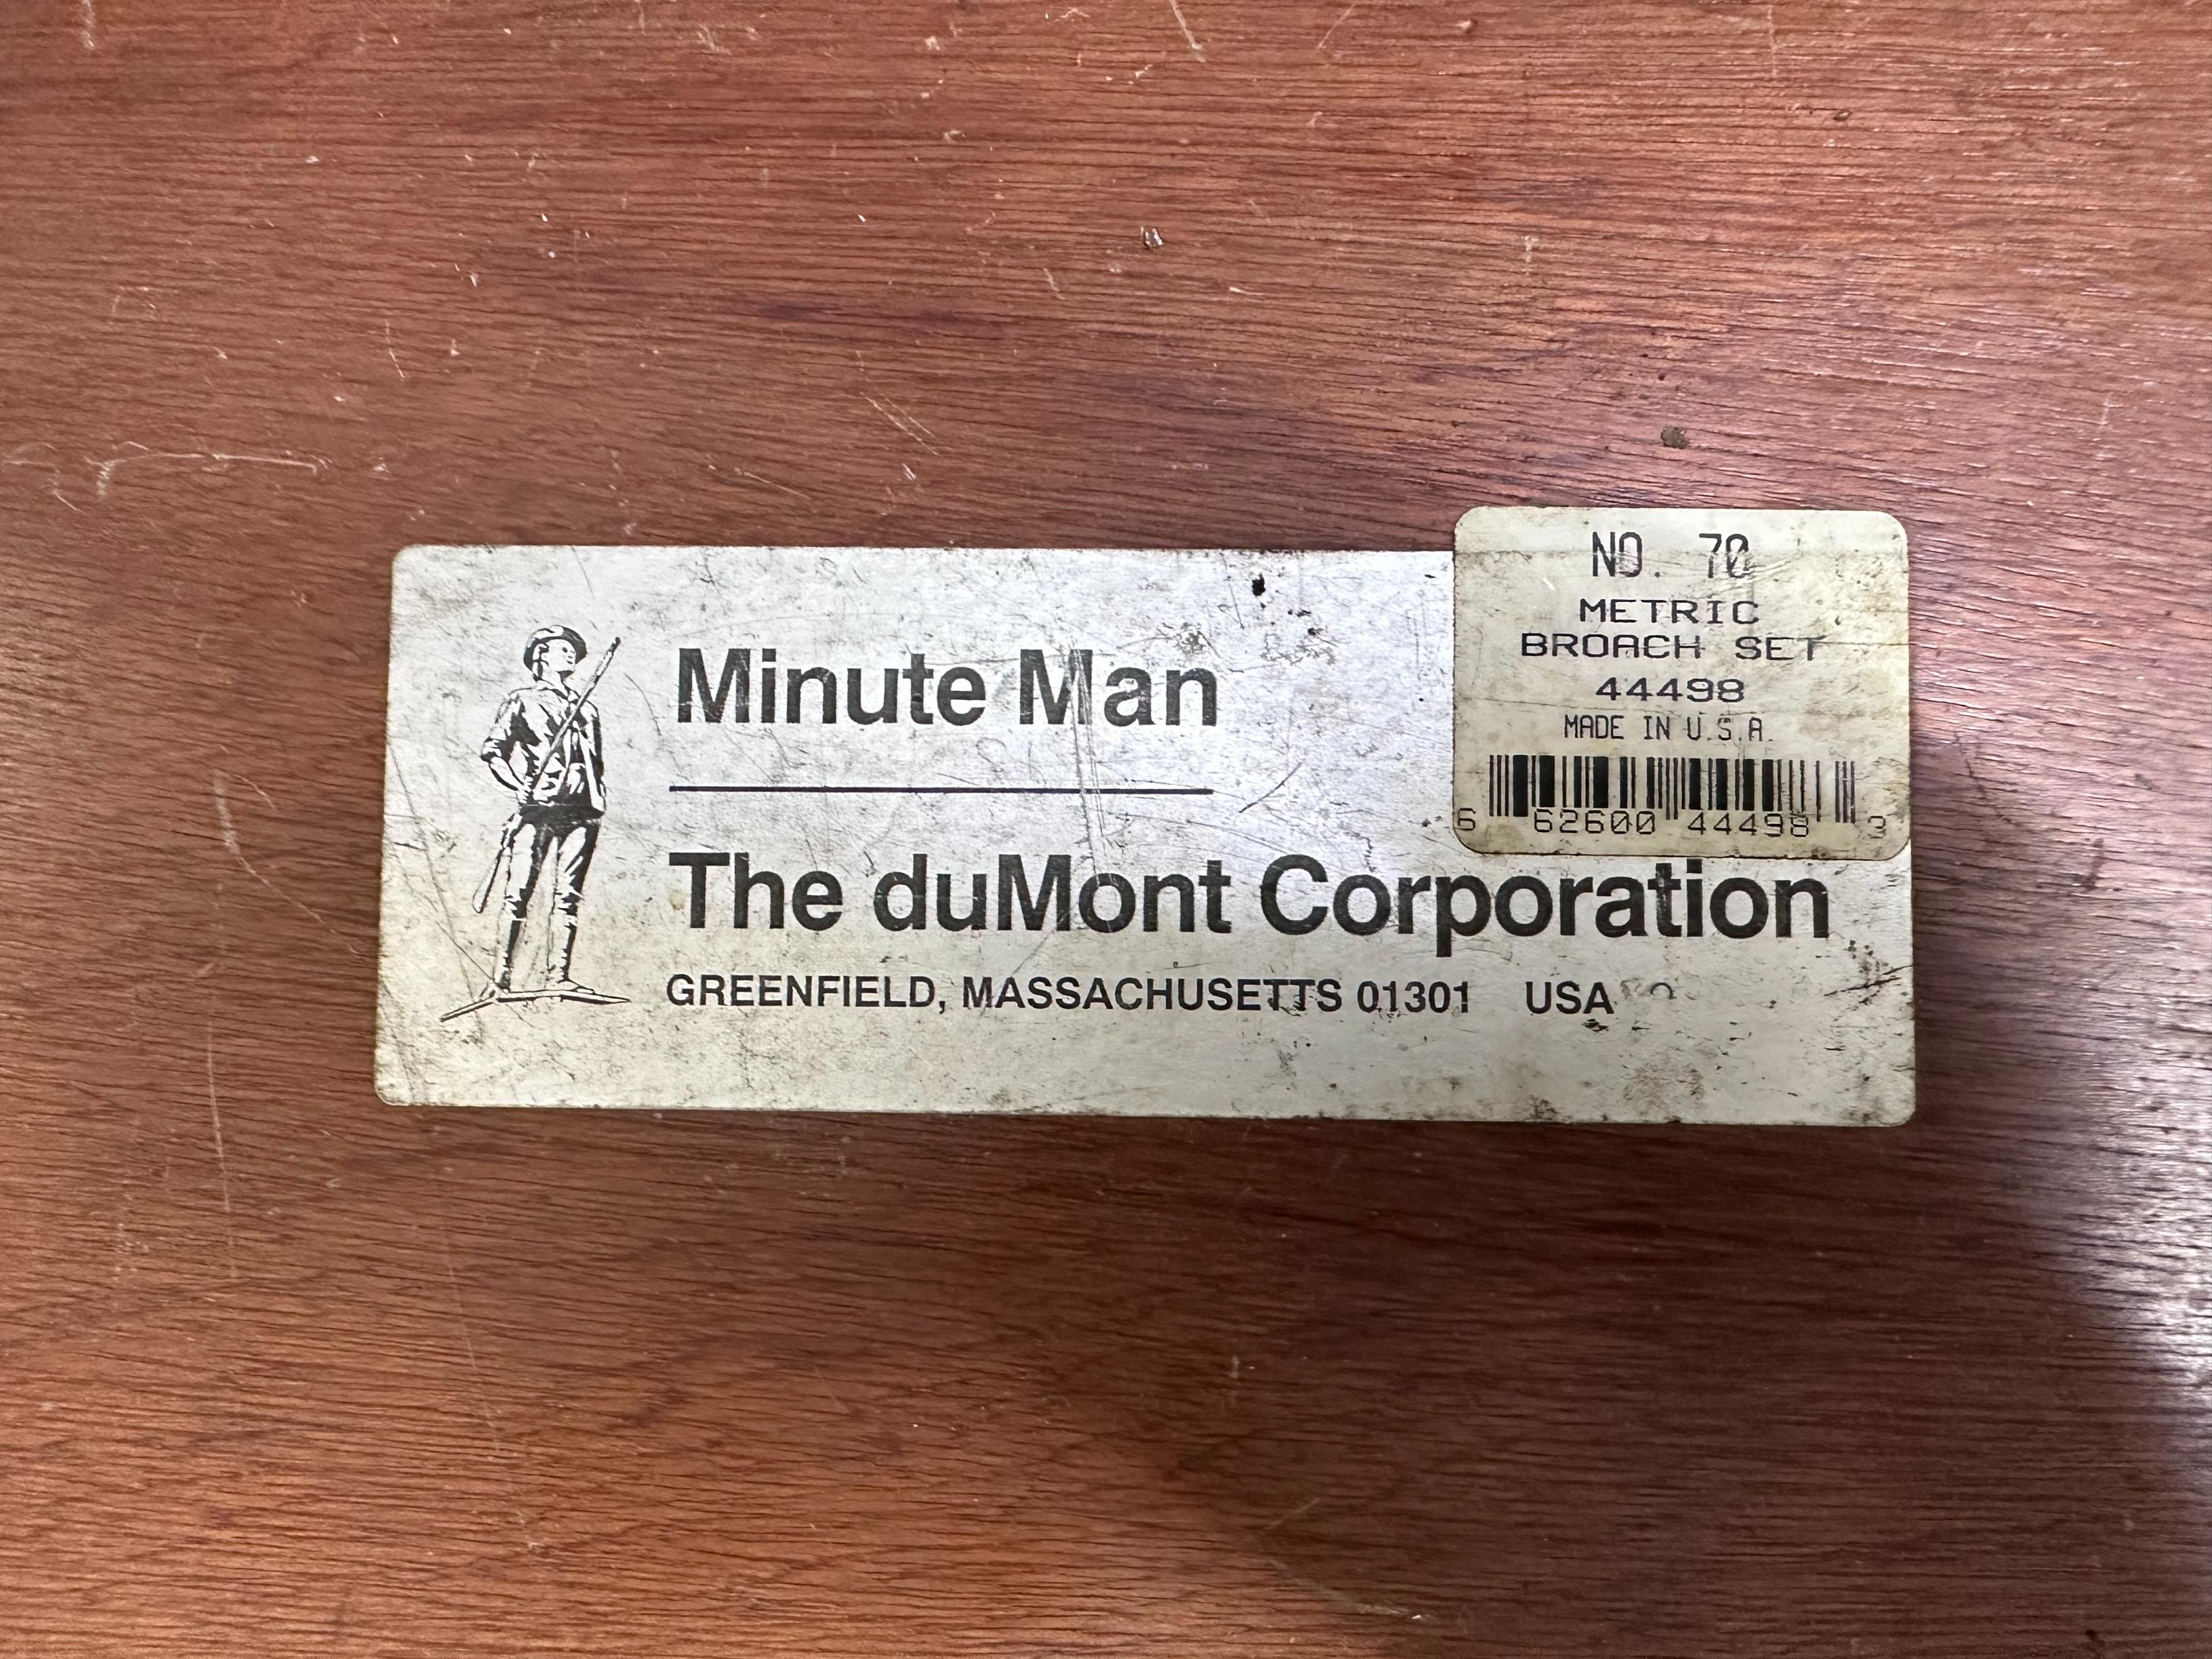 Minute Man
The duMont Corporation
GREENFIELD, MASSACHUSETTS 01301 USA
NO. 70
METRIC
BROACH SET
44498
MADE IN U.S.A.
6 62600 44498 3